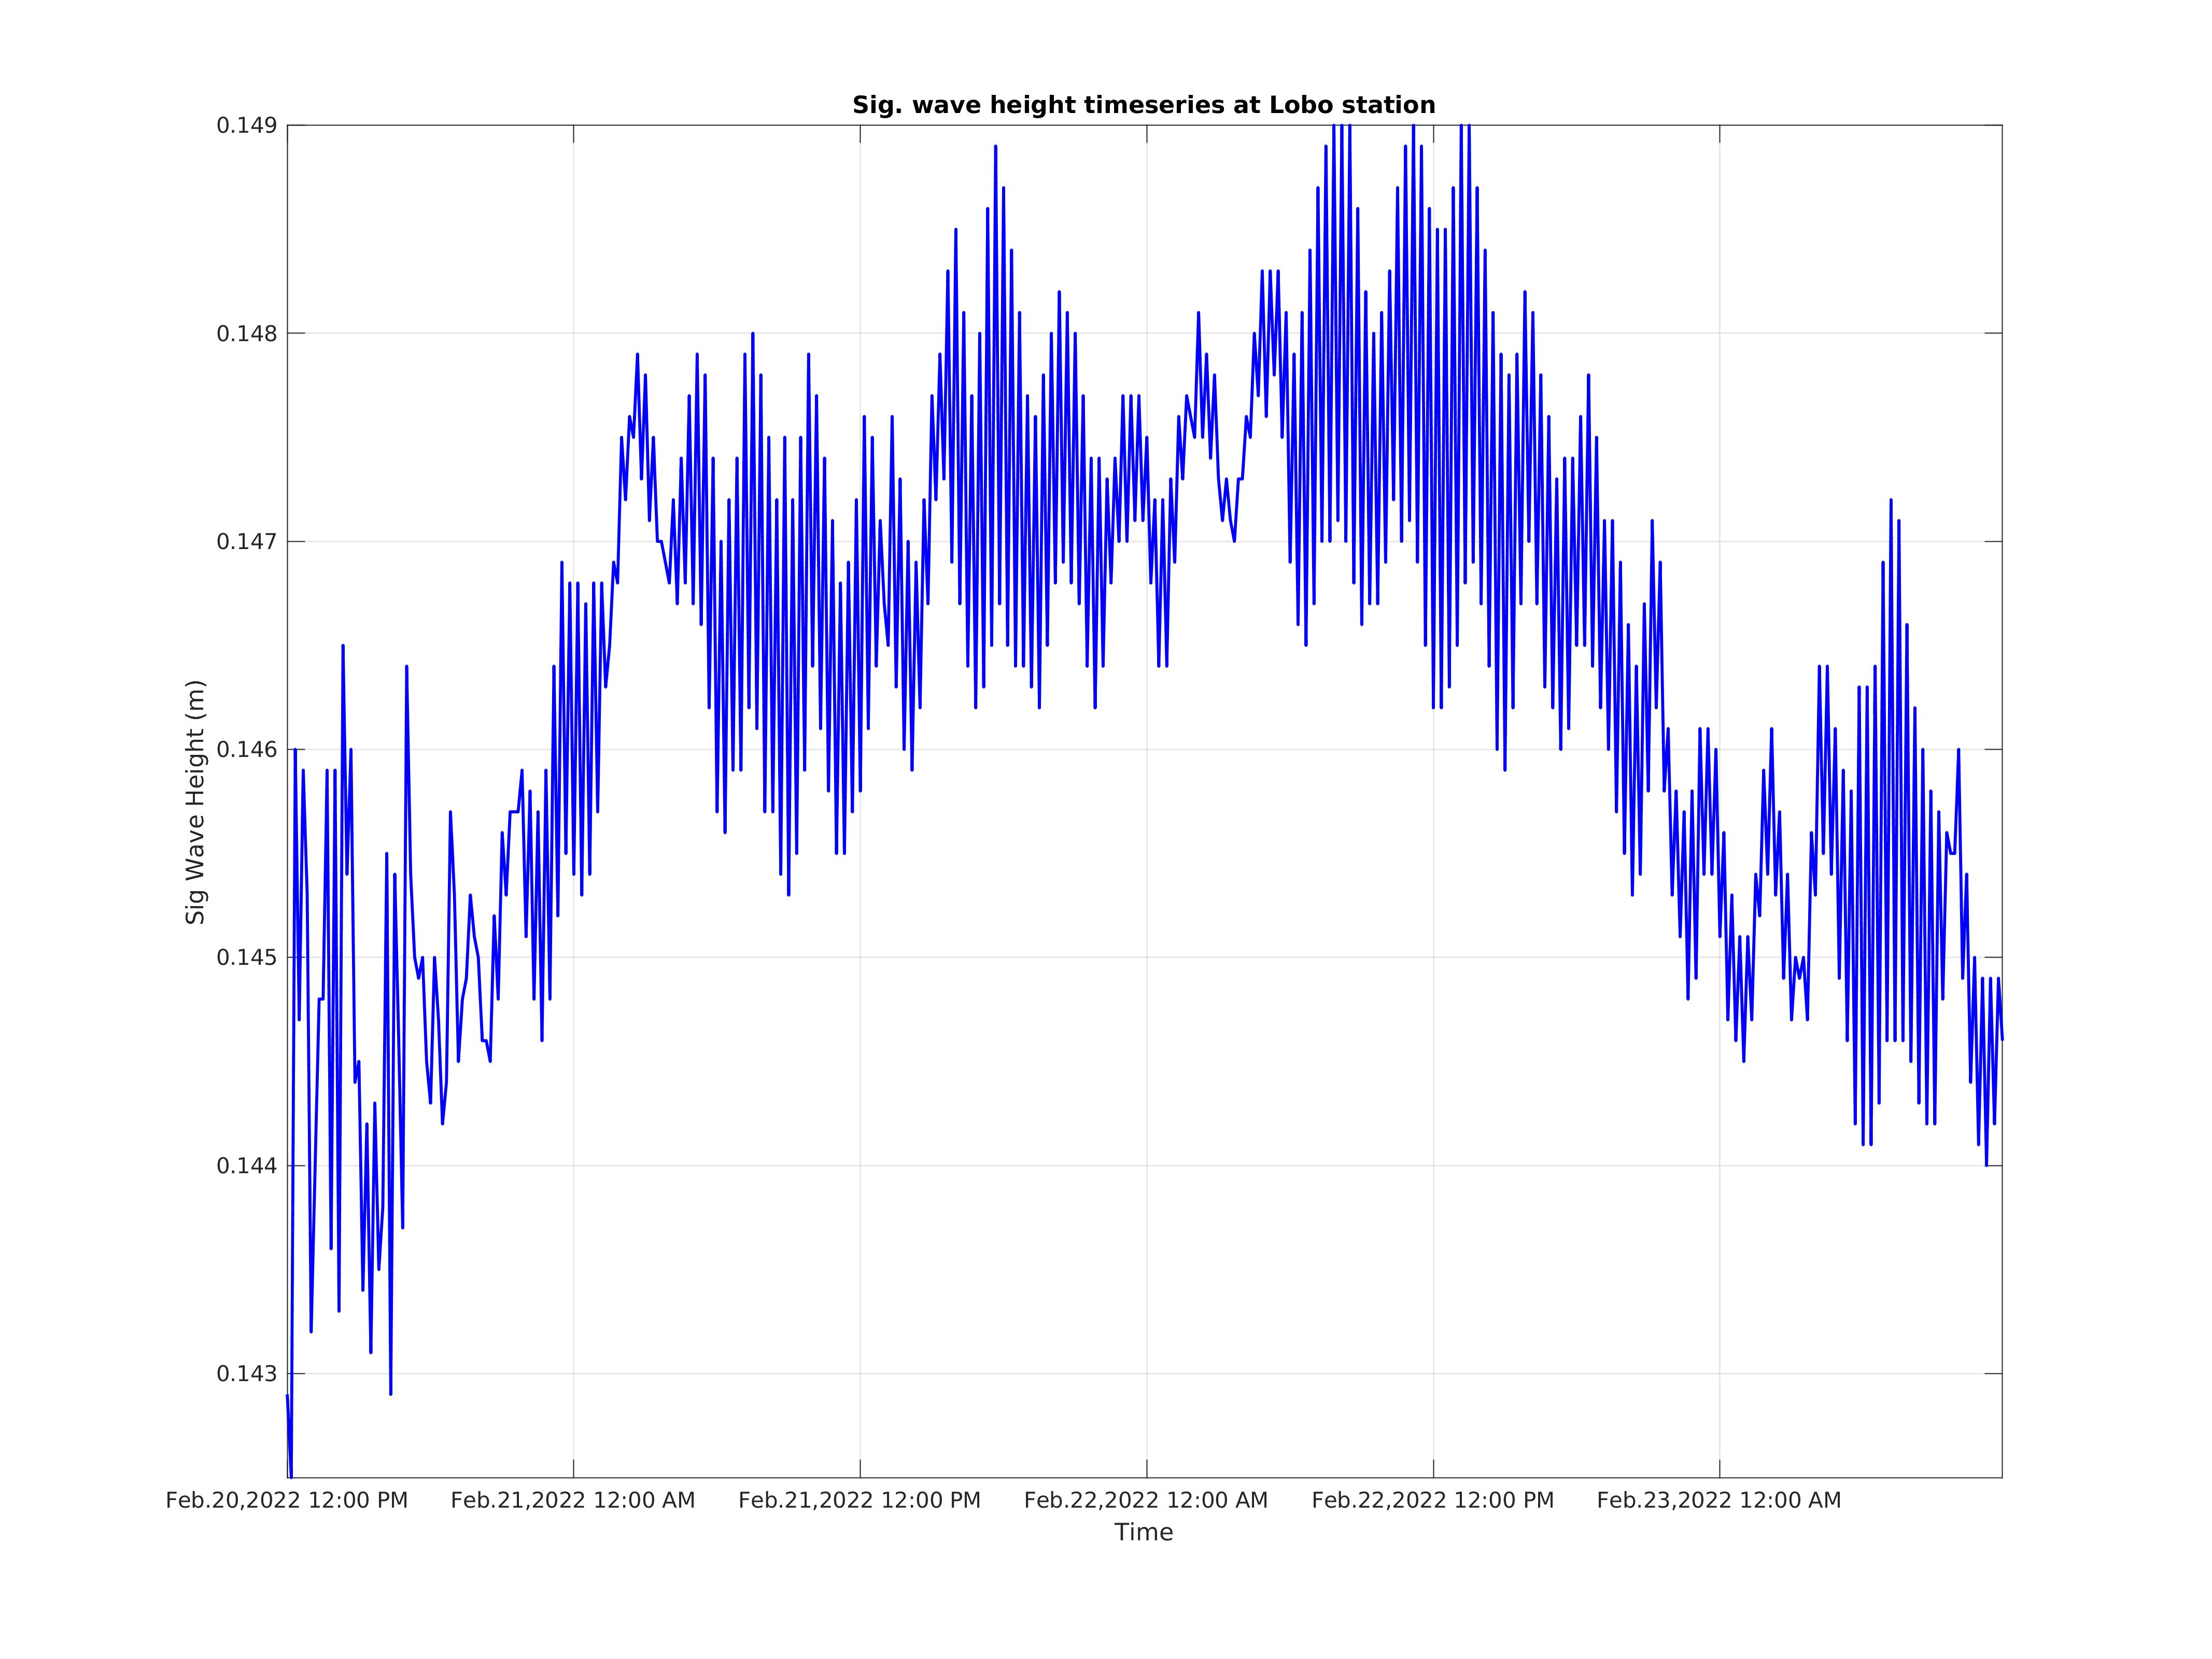 Sig. wave height timeseries at Lobo station
0.149
0.148
0.147
0.146
0.145
0.144
0.143
Sig Wave Height (m)
Feb.20,2022 12:00 PM
Feb.21,2022 12:00 AM
Feb.21,2022 12:00 PM
Feb.22,2022 12:00 AM
Feb.22,2022 12:00 PM
Feb.23,2022 12:00 AM
Time